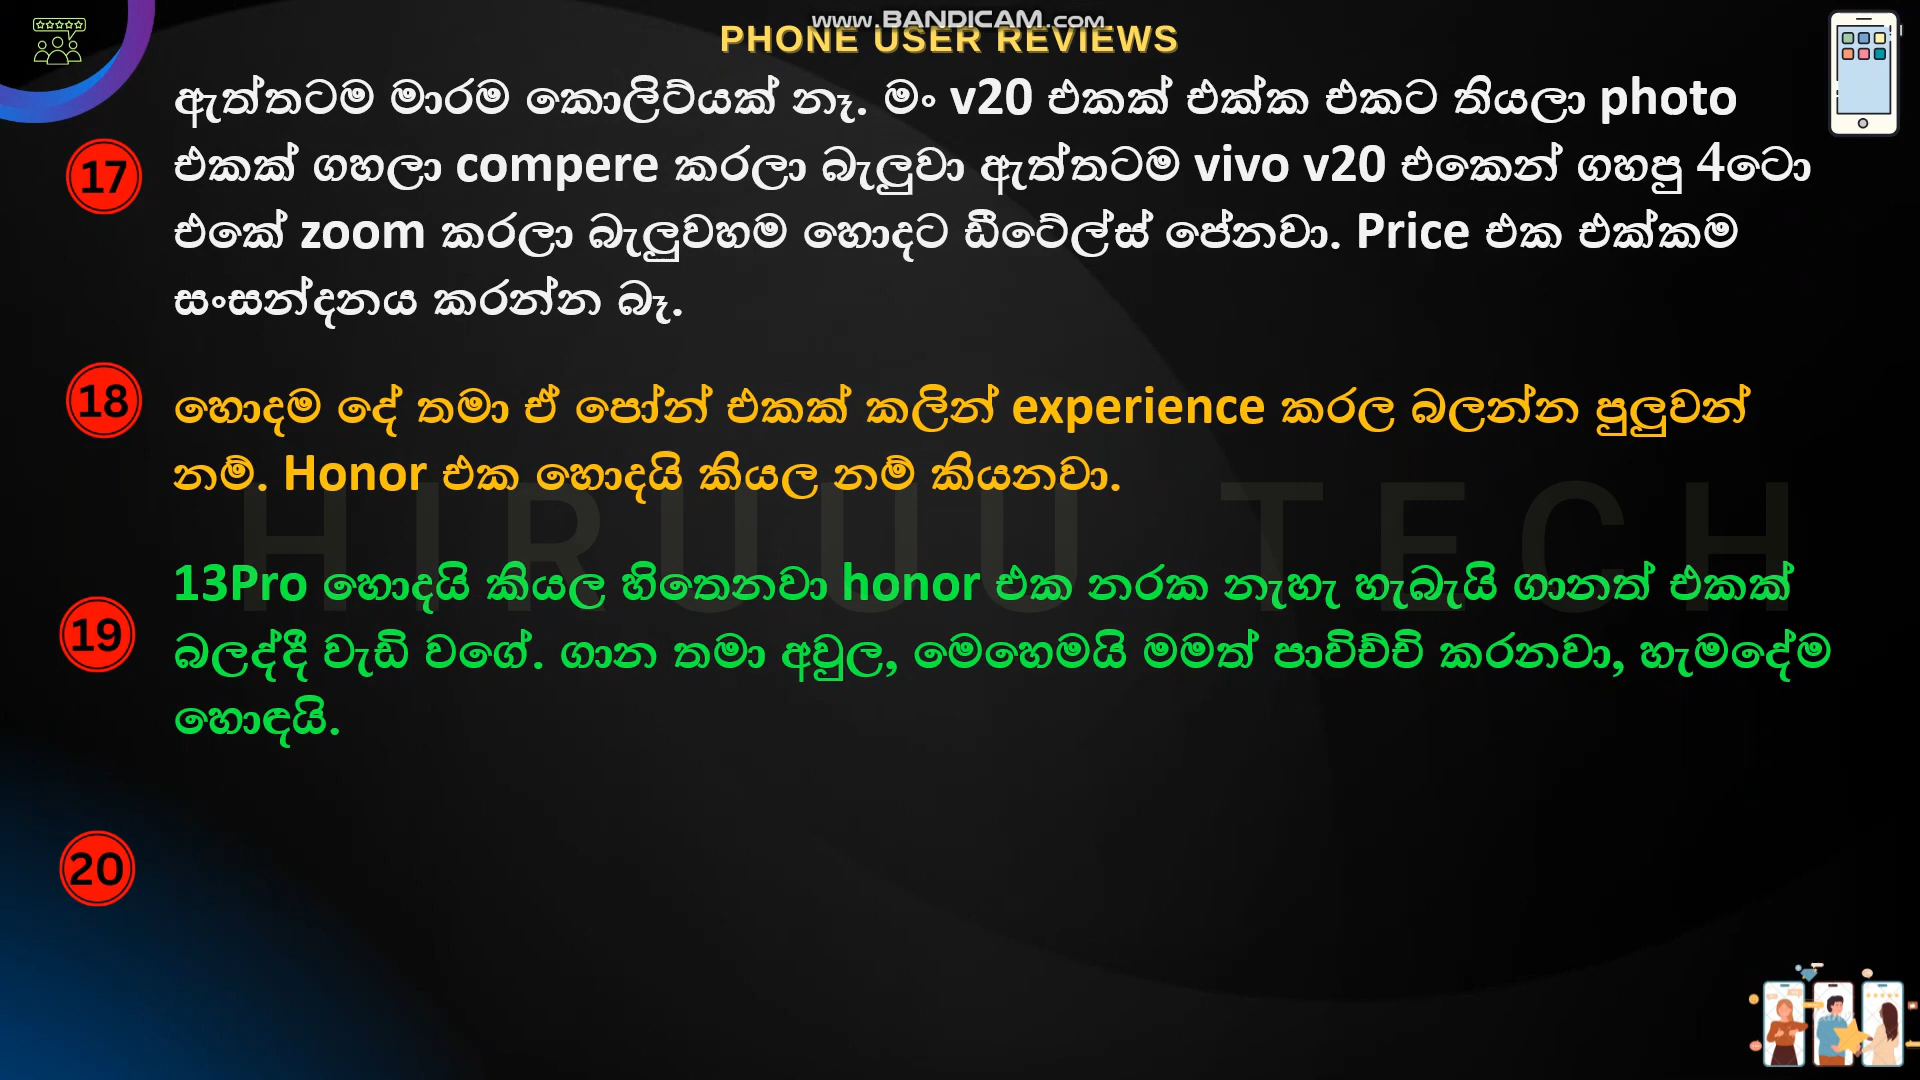 www.BANDICAM.com
PHONE USER REVIEWS
ඇත්තටම මාරම කොලිටියක් නෑ. මං v20 එකක් එක්ක එකට තියලා photo
17 එකක් ගහලා compere කරලා බැලුවා ඇත්තටම vivo v20 එකෙන් ගහපු 4ටො
එකේ zoom කරලා බැලුවහම හොදට ඩීටේල්ස් පේනවා. Price එක එක්කම
සංසන්දනය කරන්න බෑ.
18 හොදම දේ තමා ඒ පෝන් එකක් කලින් experience කරල බලන්න පුලුවන්
නම්. Honor එක හොදයි කියල නම් කියනවා.
HIRUUU TECH
13Pro හොදයි කියල හිතෙනවා honor එක නරක නැහැ හැබැයි ගානත් එකක්
19 බලද්දී වැඩි වගේ. ගාන තමා අවුල, මෙහෙමයි මමත් පාවිච්චි කරනවා, හැමදේම
හොඳයි.
20